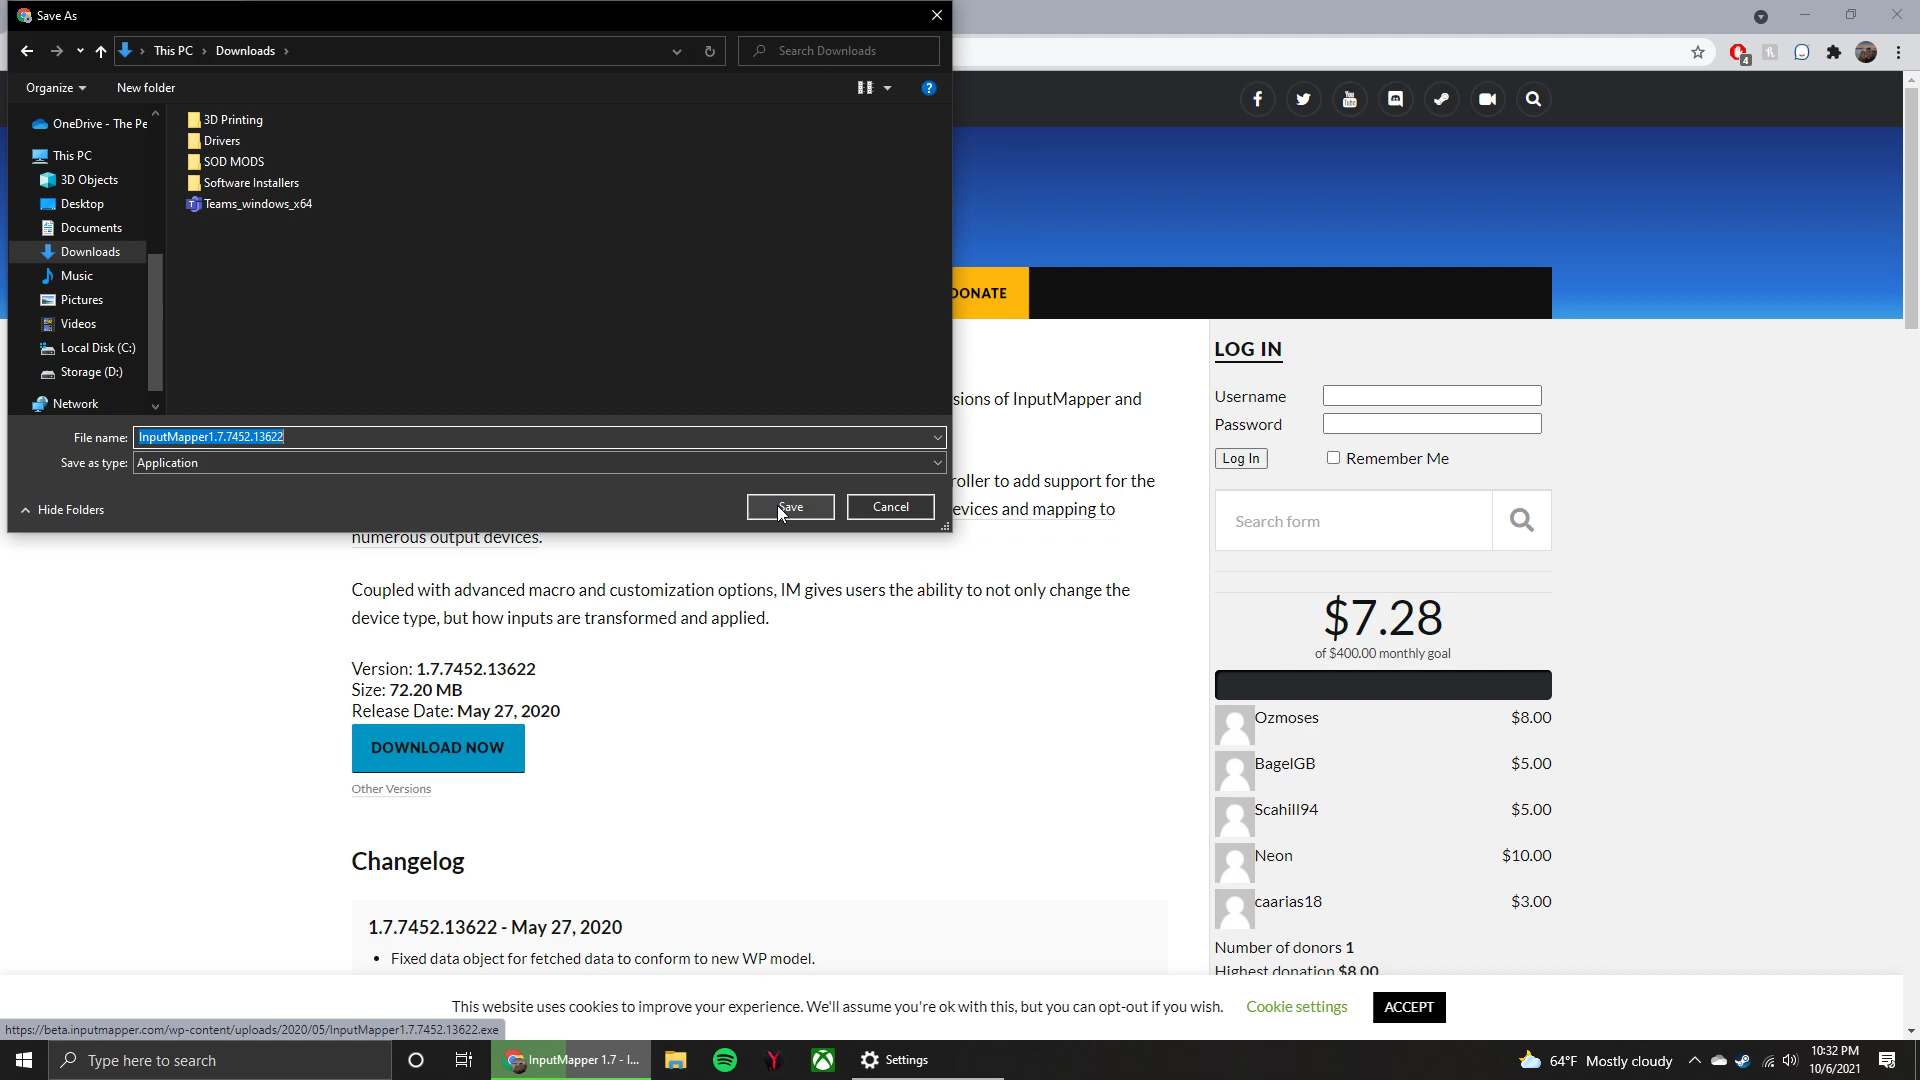 Save As
This PC
Downloads
Search Downloads
Organize
New folder
OneDrive - The Pe
This PC
3D Objects
Desktop
Documents
Downloads
Music
Pictures
Videos
Local Disk (C:)
Storage (D:)
Network
3D Printing
Drivers
SOD MODS
Software Installers
Teams_windows_x64
File name: InputMapper1.7.7452.13622
Save as type: Application
Hide Folders
Save
Cancel
4
DONATE
sions of InputMapper and
roller to add support for the
evices and mapping to
numerous output devices.
Coupled with advanced macro and customization options, IM gives users the ability to not only change the
device type, but how inputs are transformed and applied.
Version: 1.7.7452.13622
Size: 72.20 MB
Release Date: May 27, 2020
DOWNLOAD NOW
Other Versions
Changelog
1.7.7452.13622 - May 27, 2020
• Fixed data object for fetched data to conform to new WP model.
LOG IN
Username
Password
Log In
Remember Me
Search form
$7.28
of $400.00 monthly goal
Ozmoses $8.00
BagelGB $5.00
Scahill94 $5.00
Neon $10.00
caarias18 $3.00
Number of donors 1
Highest donation $8.00
This website uses cookies to improve your experience. We'll assume you're ok with this, but you can opt-out if you wish. Cookie settings ACCEPT
https://beta.inputmapper.com/wp-content/uploads/2020/05/InputMapper1.7.7452.13622.exe
Type here to search
InputMapper 1.7 - I...
Settings
64°F Mostly cloudy
10:32 PM
10/6/2021